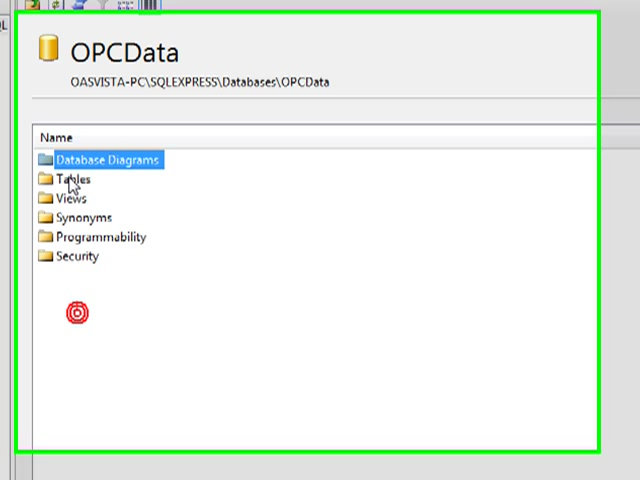 OPCData
OASVISTA-PC\SQLEXPRESS\Databases\OPCData
Name
Database Diagrams
Tables
Views
Synonyms
Programmability
Security